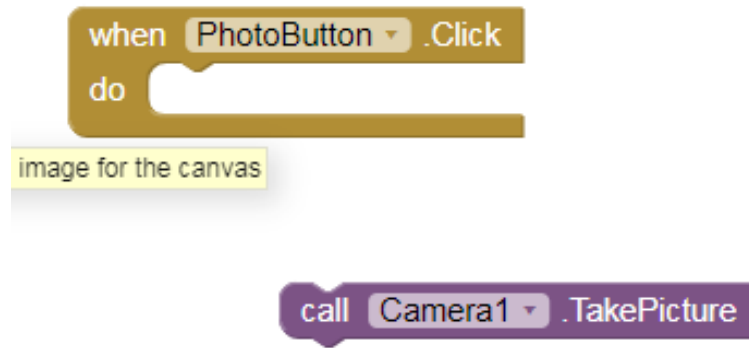 when PhotoButton .Click
do
image for the canvas
call Camera1 .TakePicture